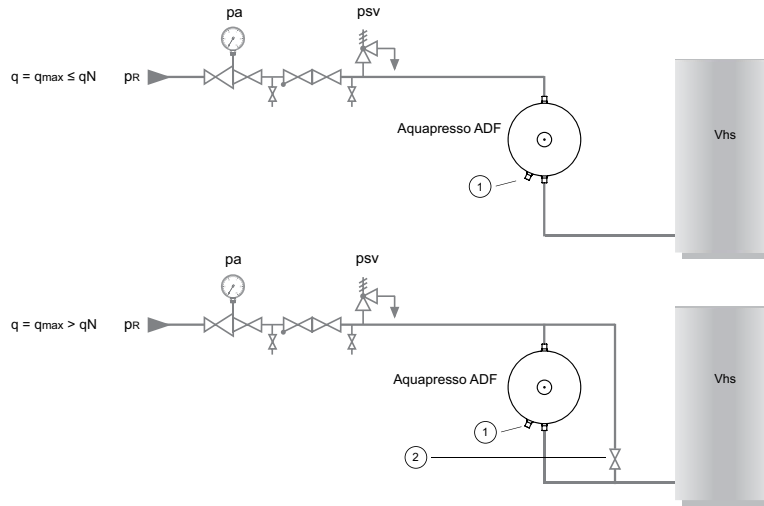 pa
psv
q = qmax ≤ qN
pR
Aquapresso ADF
1
Vhs
pa
psv
q = qmax > qN
pR
Aquapresso ADF
1
2
Vhs